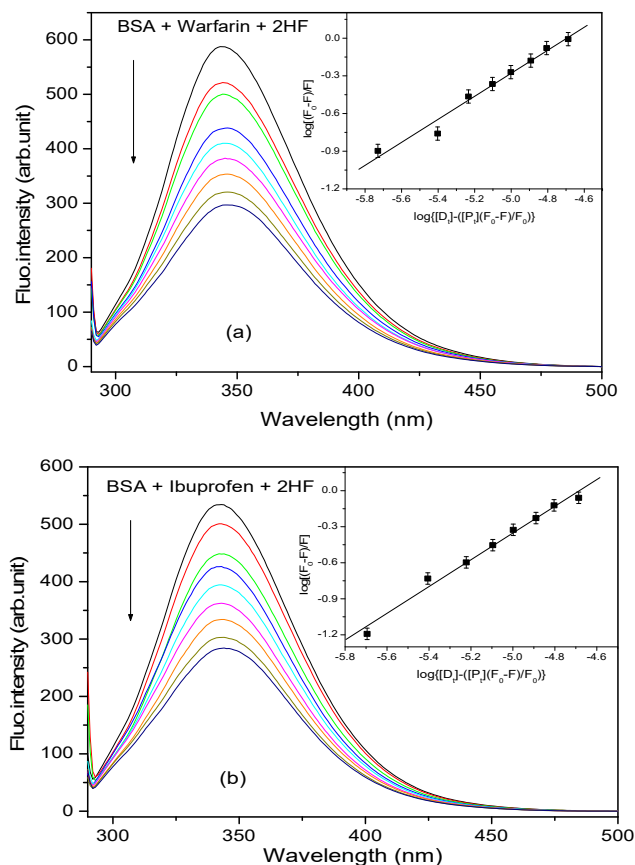 BSA + Warfarin + 2HF
Fluo.intensity (arb.unit)
600
500
400
300
200
100
0
300
350
400
450
500
Wavelength (nm)
(a)
log[(F₀-F)/F]
0.0
-0.3
-0.6
-0.9
-1.2
-5.8 -5.6 -5.4 -5.2 -5.0 -4.8 -4.6
log{[Dₜ]-([Pₜ](F₀-F)/F₀)}
BSA + Ibuprofen + 2HF
Fluo.intensity (arb.unit)
600
500
400
300
200
100
0
300
350
400
450
500
Wavelength (nm)
(b)
log[(F₀-F)/F]
0.0
-0.3
-0.6
-0.9
-1.2
-5.8 -5.6 -5.4 -5.2 -5.0 -4.8 -4.6
log{[Dₜ]-([Pₜ](F₀-F)/F₀)}